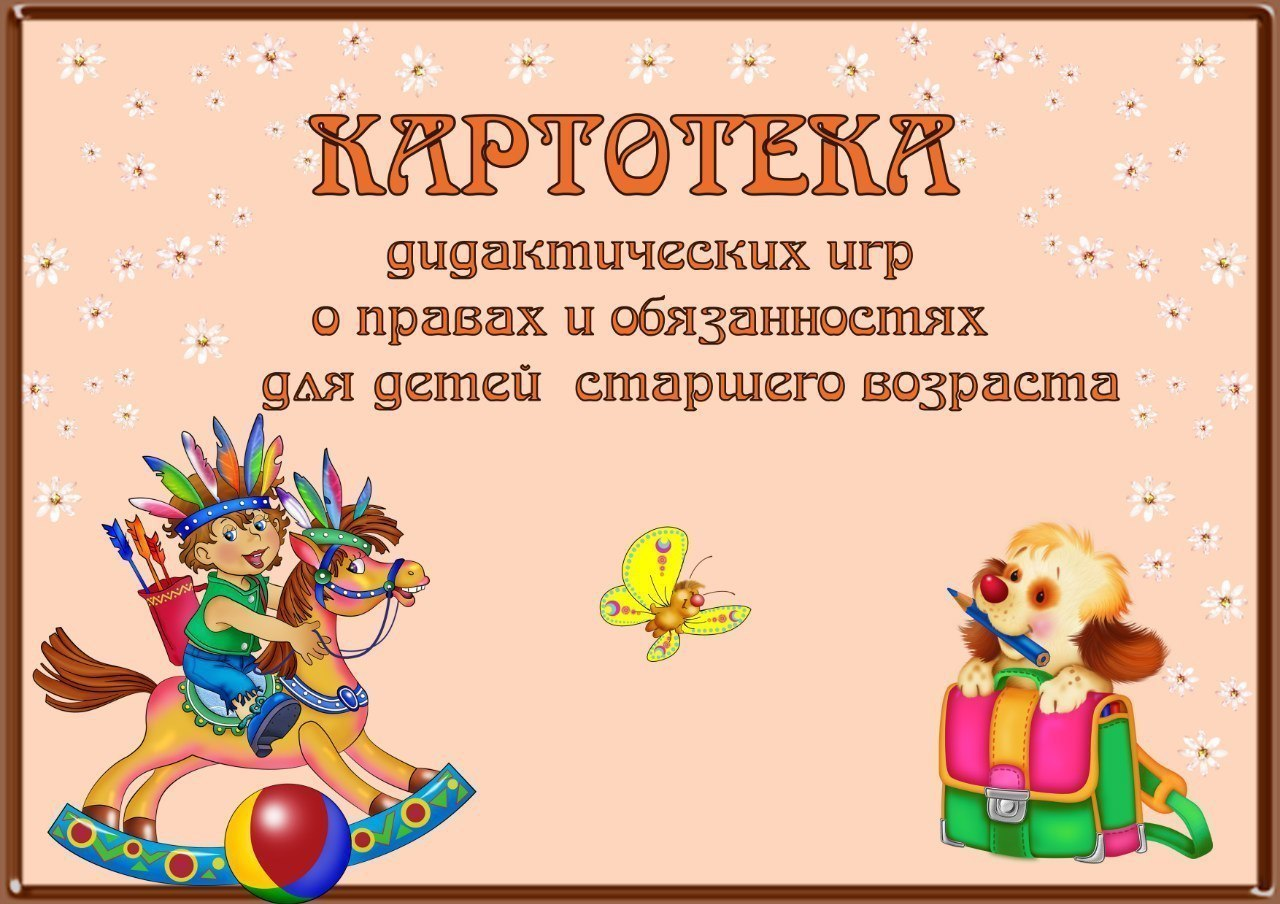 КАРТОТЕКА
дидактических игр
о правах и обязанностях
для детей старшего возраста